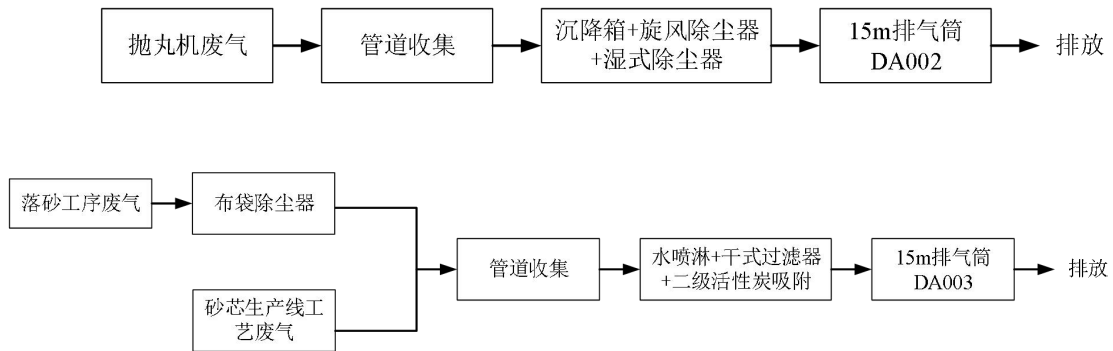 抛丸机废气
管道收集
沉降箱+旋风除尘器
+湿式除尘器
15m排气筒
DA002
排放
落砂工序废气
布袋除尘器
砂芯生产线工
艺废气
管道收集
水喷淋+干式过滤器
+二级活性炭吸附
15m排气筒
DA003
排放